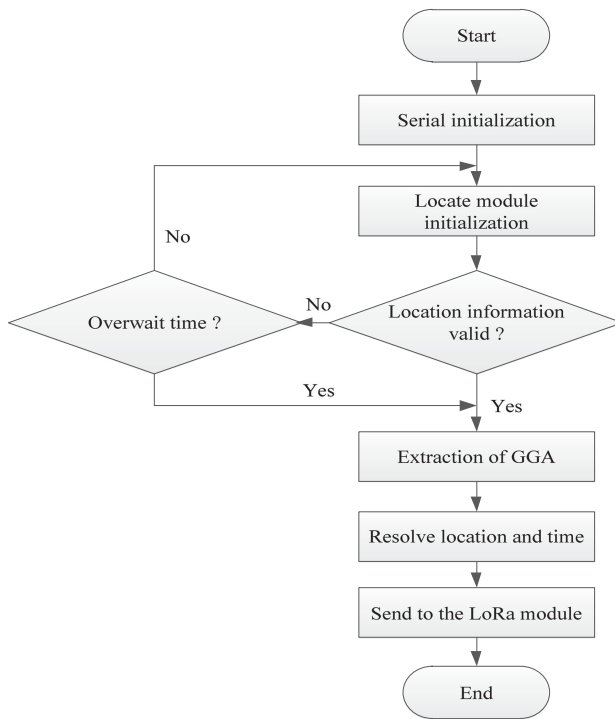 Start
Serial initialization
Locate module
initialization
No
Overwait time ?
No
Location information
valid ?
Yes
Yes
Extraction of GGA
Resolve location and time
Send to the LoRa module
End